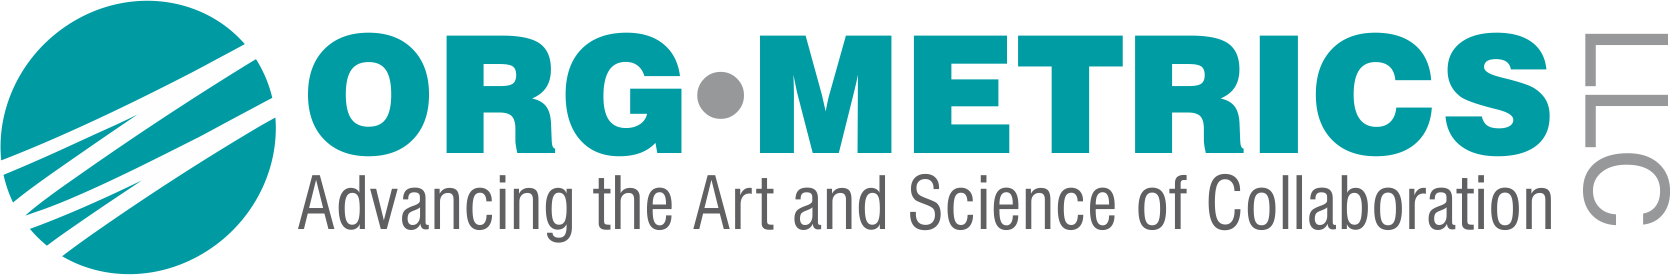 ORG•METRICS LLC
Advancing the Art and Science of Collaboration